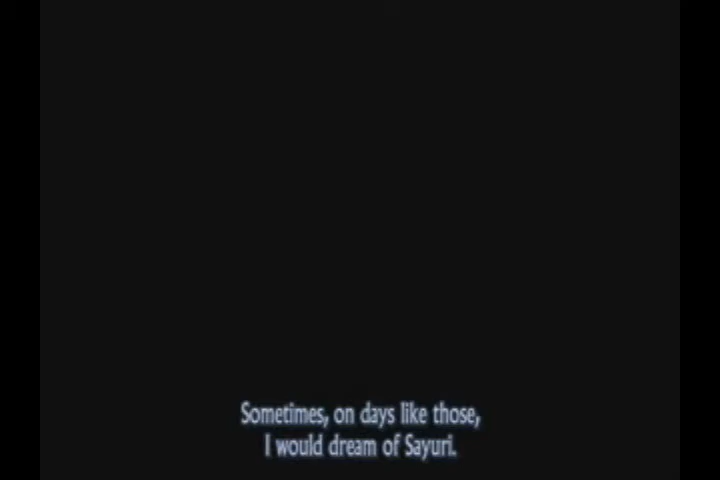 Sometimes, on days like those,
I would dream of Sayuri.